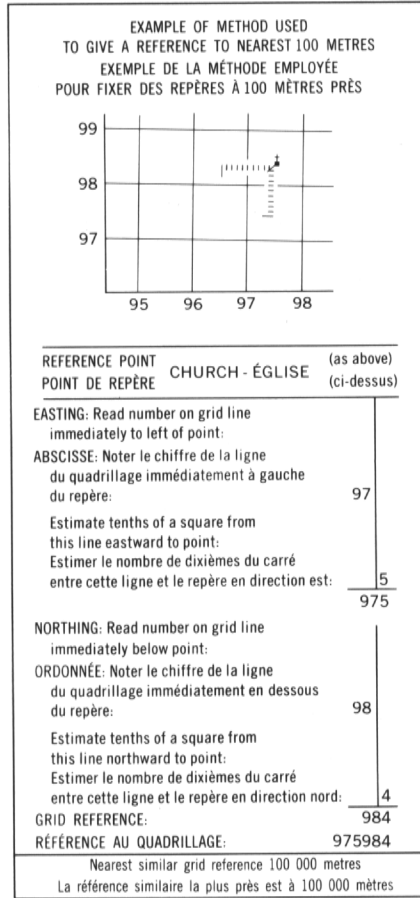 EXAMPLE OF METHOD USED
TO GIVE A REFERENCE TO NEAREST 100 METRES
EXEMPLE DE LA MÉTHODE EMPLOYÉE
POUR FIXER DES REPÈRES À 100 MÈTRES PRÈS
99
98
97
95 96 97 98
REFERENCE POINT CHURCH - ÉGLISE (as above)
POINT DE REPÈRE (ci-dessus)
EASTING: Read number on grid line
immediately to left of point:
ABSCISSE: Noter le chiffre de la ligne
du quadrillage immédiatement à gauche
du repère: 97
Estimate tenths of a square from
this line eastward to point:
Estimer le nombre de dixièmes du carré
entre cette ligne et le repère en direction est: 5
975
NORTHING: Read number on grid line
immediately below point:
ORDONNÉE: Noter le chiffre de la ligne
du quadrillage immédiatement en dessous
du repère: 98
Estimate tenths of a square from
this line northward to point:
Estimer le nombre de dixièmes du carré
entre cette ligne et le repère en direction nord: 4
GRID REFERENCE: 984
RÉFÉRENCE AU QUADRILLAGE: 975984
Nearest similar grid reference 100 000 metres
La référence similaire la plus près est à 100 000 mètres